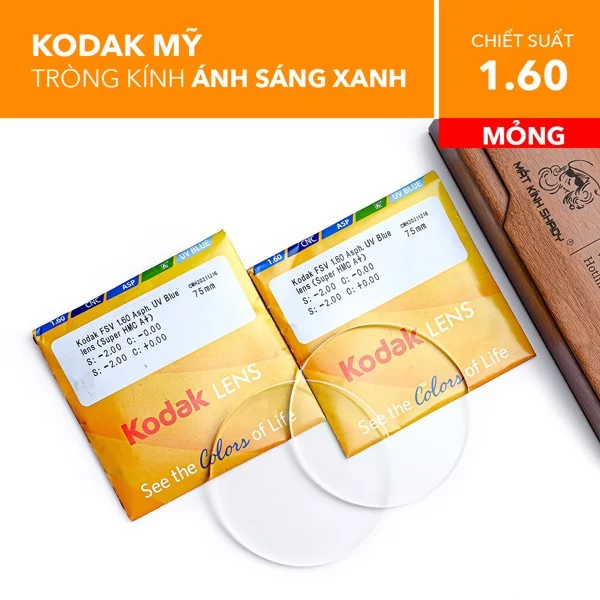 KODAK MỸ
TRÒNG KÍNH ÁNH SÁNG XANH
CHIẾT SUẤT
1.60
MỎNG
1.60 CNC ASP UV BLUE
Kodak FSV 1.60 Asph. UV Blue
lens (Super HMC A+)
S: -2.00 C: -0.00
S: -2.00 C: +0.00
CMH20211216
75mm
Kodak LENS
See the Colors of Life
1.60 CNC ASP UV BLUE
Kodak FSV 1.60 Asph. UV Blue
lens (Super HMC A+)
S: -2.00 C: -0.00
S: -2.00 C: +0.00
CMH20211216
75mm
Kodak LENS
See the Colors of Life
MẮT KÍNH SHADY